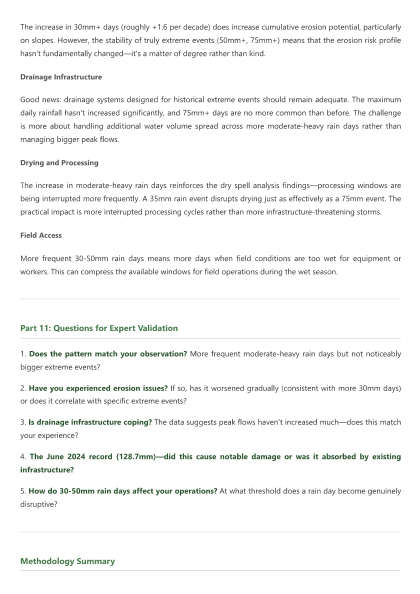 The increase in 30mm+ days (roughly +1.6 per decade) does increase cumulative erosion potential, particularly
on slopes. However, the stability of truly extreme events (50mm+, 75mm+) means that the erosion risk profile
hasn't fundamentally changed—it's a matter of degree rather than kind.
Drainage Infrastructure
Good news: drainage systems designed for historical extreme events should remain adequate. The maximum
daily rainfall hasn't increased significantly, and 75mm+ days are no more common than before. The challenge
is more about handling additional water volume spread across more moderate-heavy rain days rather than
managing bigger peak flows.
Drying and Processing
The increase in moderate-heavy rain days reinforces the dry spell analysis findings—processing windows are
being interrupted more frequently. A 35mm rain event disrupts drying just as effectively as a 75mm event. The
practical impact is more interrupted processing cycles rather than more infrastructure-threatening storms.
Field Access
More frequent 30-50mm rain days means more days when field conditions are too wet for equipment or
workers. This can compress the available windows for field operations during the wet season.
Part 11: Questions for Expert Validation
1. Does the pattern match your observation? More frequent moderate-heavy rain days but not noticeably
bigger extreme events?
2. Have you experienced erosion issues? If so, has it worsened gradually (consistent with more 30mm days)
or does it correlate with specific extreme events?
3. Is drainage infrastructure coping? The data suggests peak flows haven't increased much—does this match
your experience?
4. The June 2024 record (128.7mm)—did this cause notable damage or was it absorbed by existing
infrastructure?
5. How do 30-50mm rain days affect your operations? At what threshold does a rain day become genuinely
disruptive?
Methodology Summary